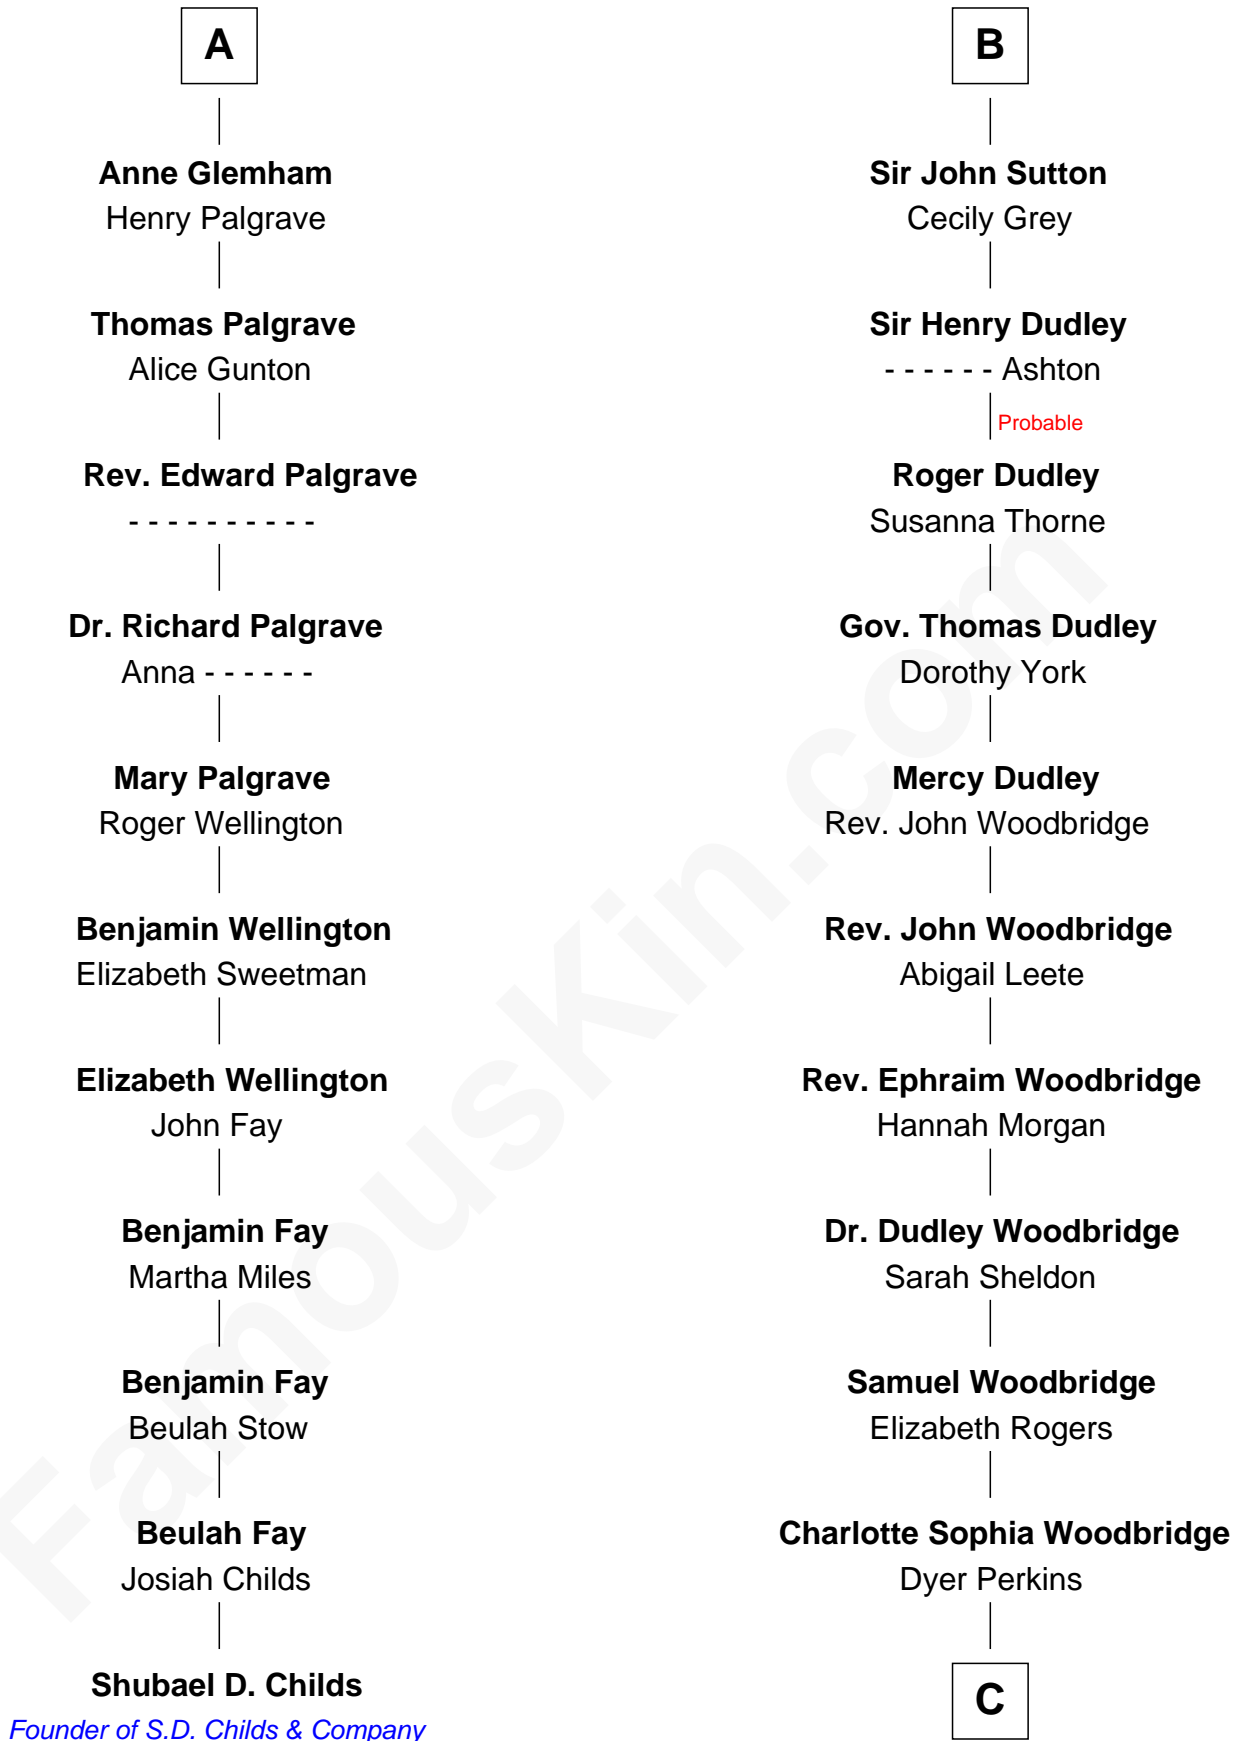 A
Anne Glemham
Henry Palgrave
Thomas Palgrave
Alice Gunton
Rev. Edward Palgrave
- - - - - - - - - -
Dr. Richard Palgrave
Anna - - - - - -
Mary Palgrave
Roger Wellington
Benjamin Wellington
Elizabeth Sweetman
Elizabeth Wellington
John Fay
Benjamin Fay
Martha Miles
Benjamin Fay
Beulah Stow
Beulah Fay
Josiah Childs
Shubael D. Childs
Founder of S.D. Childs & Company
B
Sir John Sutton
Cecily Grey
Sir Henry Dudley
- - - - - - Ashton
Probable
Roger Dudley
Susanna Thorne
Gov. Thomas Dudley
Dorothy York
Mercy Dudley
Rev. John Woodbridge
Rev. John Woodbridge
Abigail Leete
Rev. Ephraim Woodbridge
Hannah Morgan
Dr. Dudley Woodbridge
Sarah Sheldon
Samuel Woodbridge
Elizabeth Rogers
Charlotte Sophia Woodbridge
Dyer Perkins
C
FamousKin.com